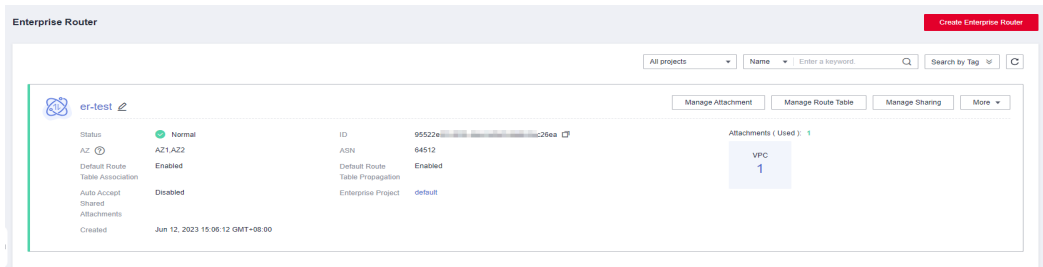 Enterprise Router
Create Enterprise Router
All projects
Name
Enter a keyword.
Search by Tag
er-test
Manage Attachment
Manage Route Table
Manage Sharing
More
Status
Normal
ID
95522e
c26ea
Attachments ( Used ): 1
AZ
AZ1,AZ2
ASN
64512
VPC
1
Default Route
Table Association
Enabled
Default Route
Table Propagation
Enabled
Auto Accept
Shared
Attachments
Disabled
Enterprise Project
default
Created
Jun 12, 2023 15:06:12 GMT+08:00